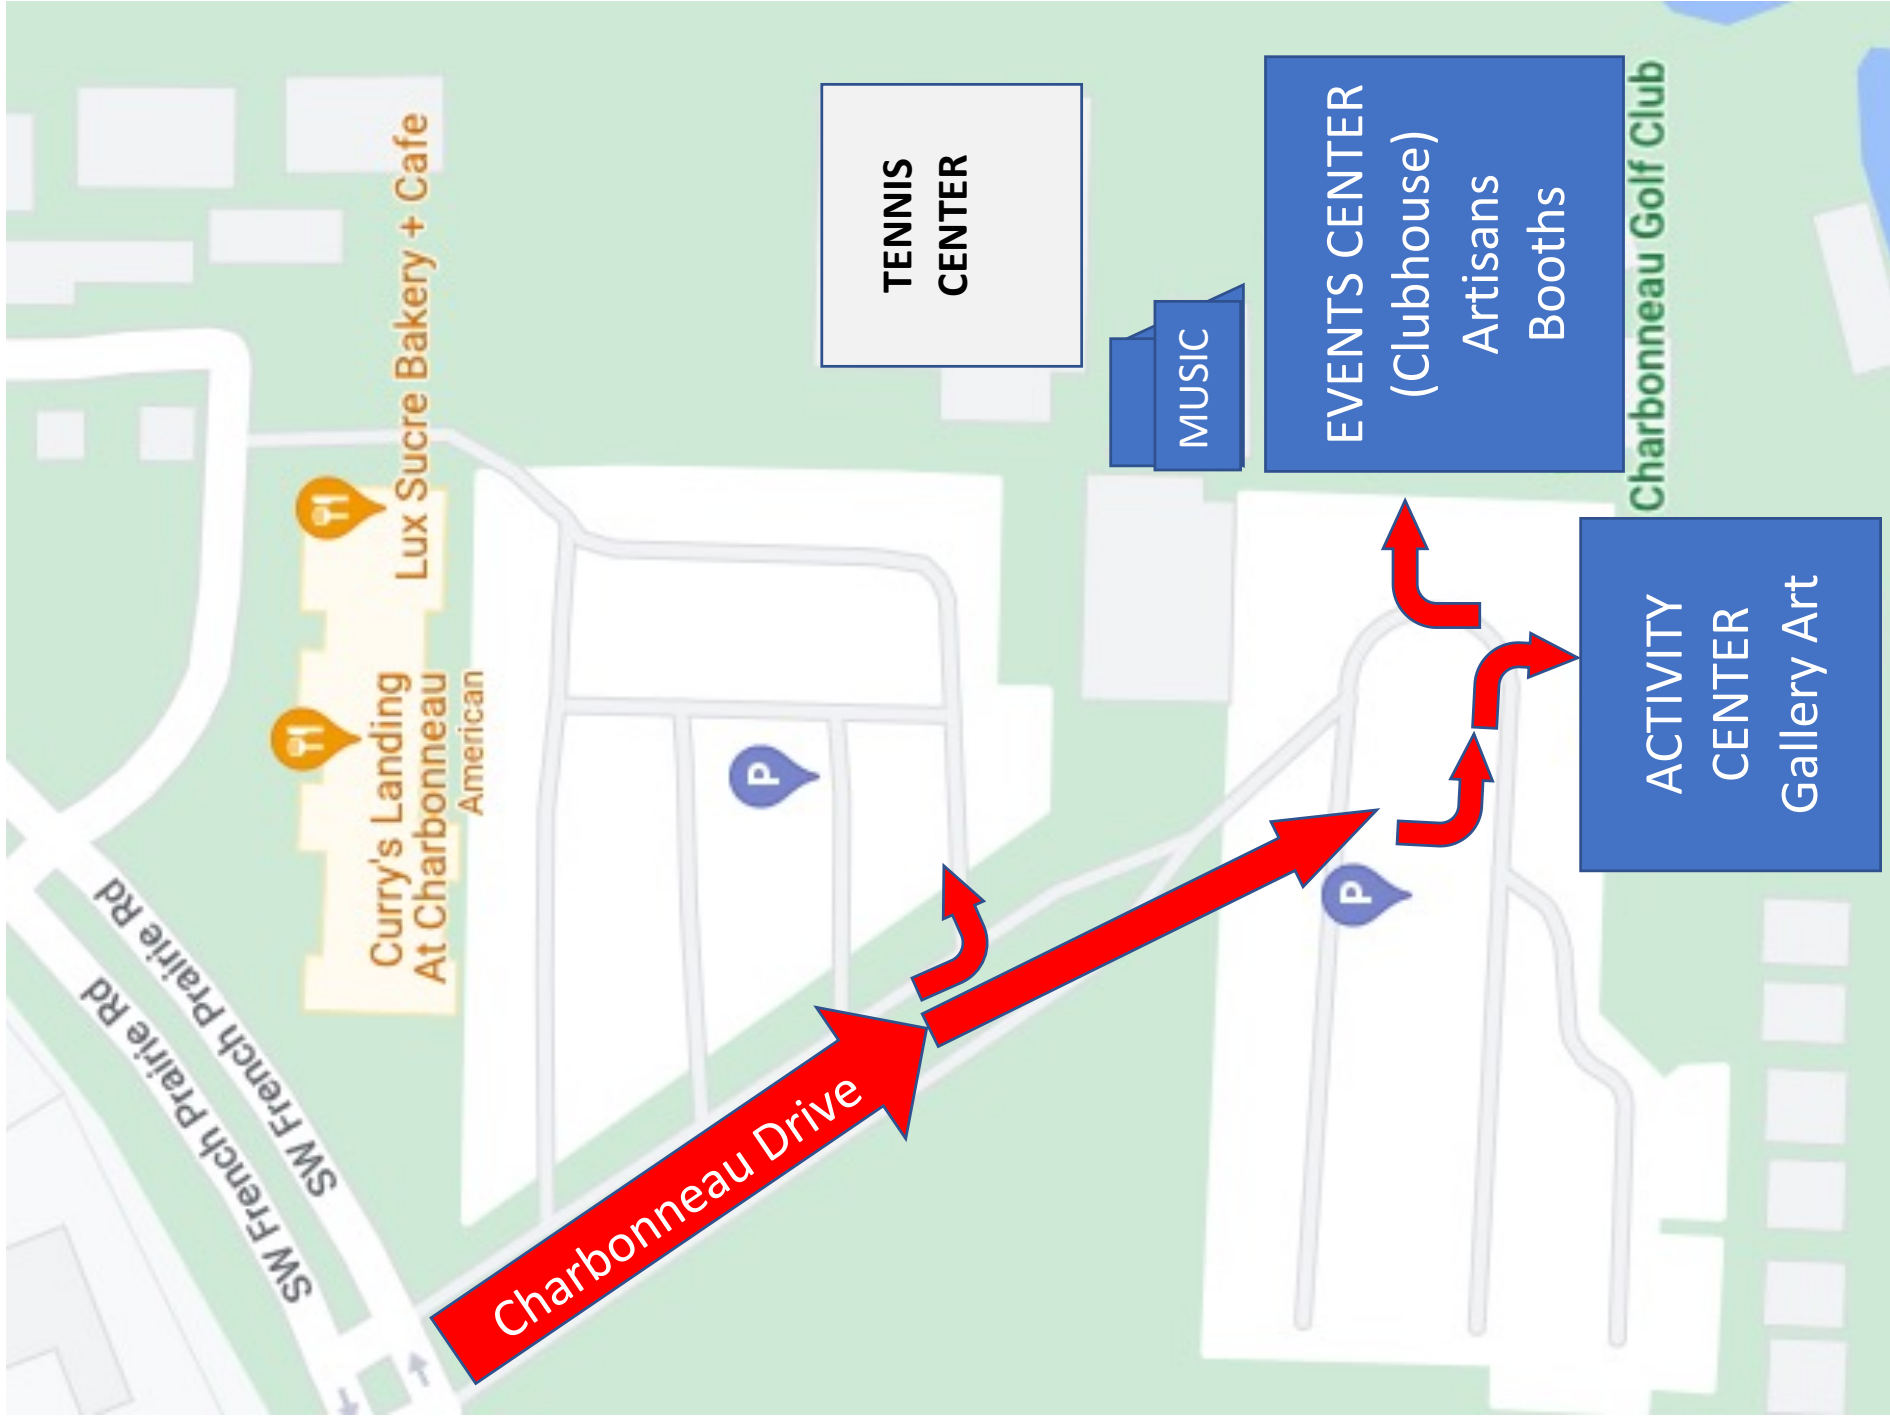 Lux Sucre Bakery + Cafe
Curry's Landing
At Charbonneau
American
SW French Prairie Rd
SW French Prairie Rd
Charbonneau Drive
P
P
TENNIS
CENTER
MUSIC
EVENTS CENTER
(Clubhouse)
Artisans
Booths
Charbonneau Golf Club
ACTIVITY
CENTER
Gallery Art